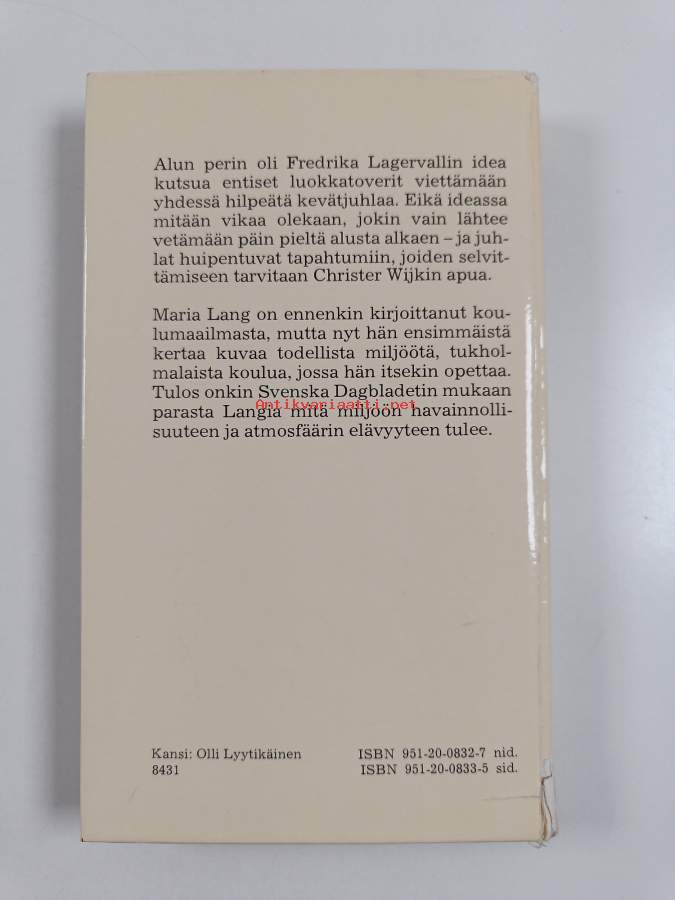 Alun perin oli Fredrika Lagervallin idea
kutsua entiset luokkatoverit viettämään
yhdessä hilpeätä kevätjuhlaa. Eikä ideassa
mitään vikaa olekaan, jokin vain lähtee
vetämään päin pieltä alusta alkaen – ja juh-
lat huipentuvat tapahtumiin, joiden selvit-
tämiseen tarvitaan Christer Wijkin apua.
Maria Lang on ennenkin kirjoittanut kou-
lumaailmasta, mutta nyt hän ensimmäistä
kertaa kuvaa todellista miljöötä, tukhol-
malaista koulua, jossa hän itsekin opettaa.
Tulos onkin Svenska Dagbladetin mukaan
Antikvariaatti.net
parasta Langia mitä miljöön havainnolli-
suuteen ja atmosfäärin elävyyteen tulee.
Kansi: Olli Lyytikäinen
8431
ISBN 951-20-0832-7 nid.
ISBN 951-20-0833-5 sid.